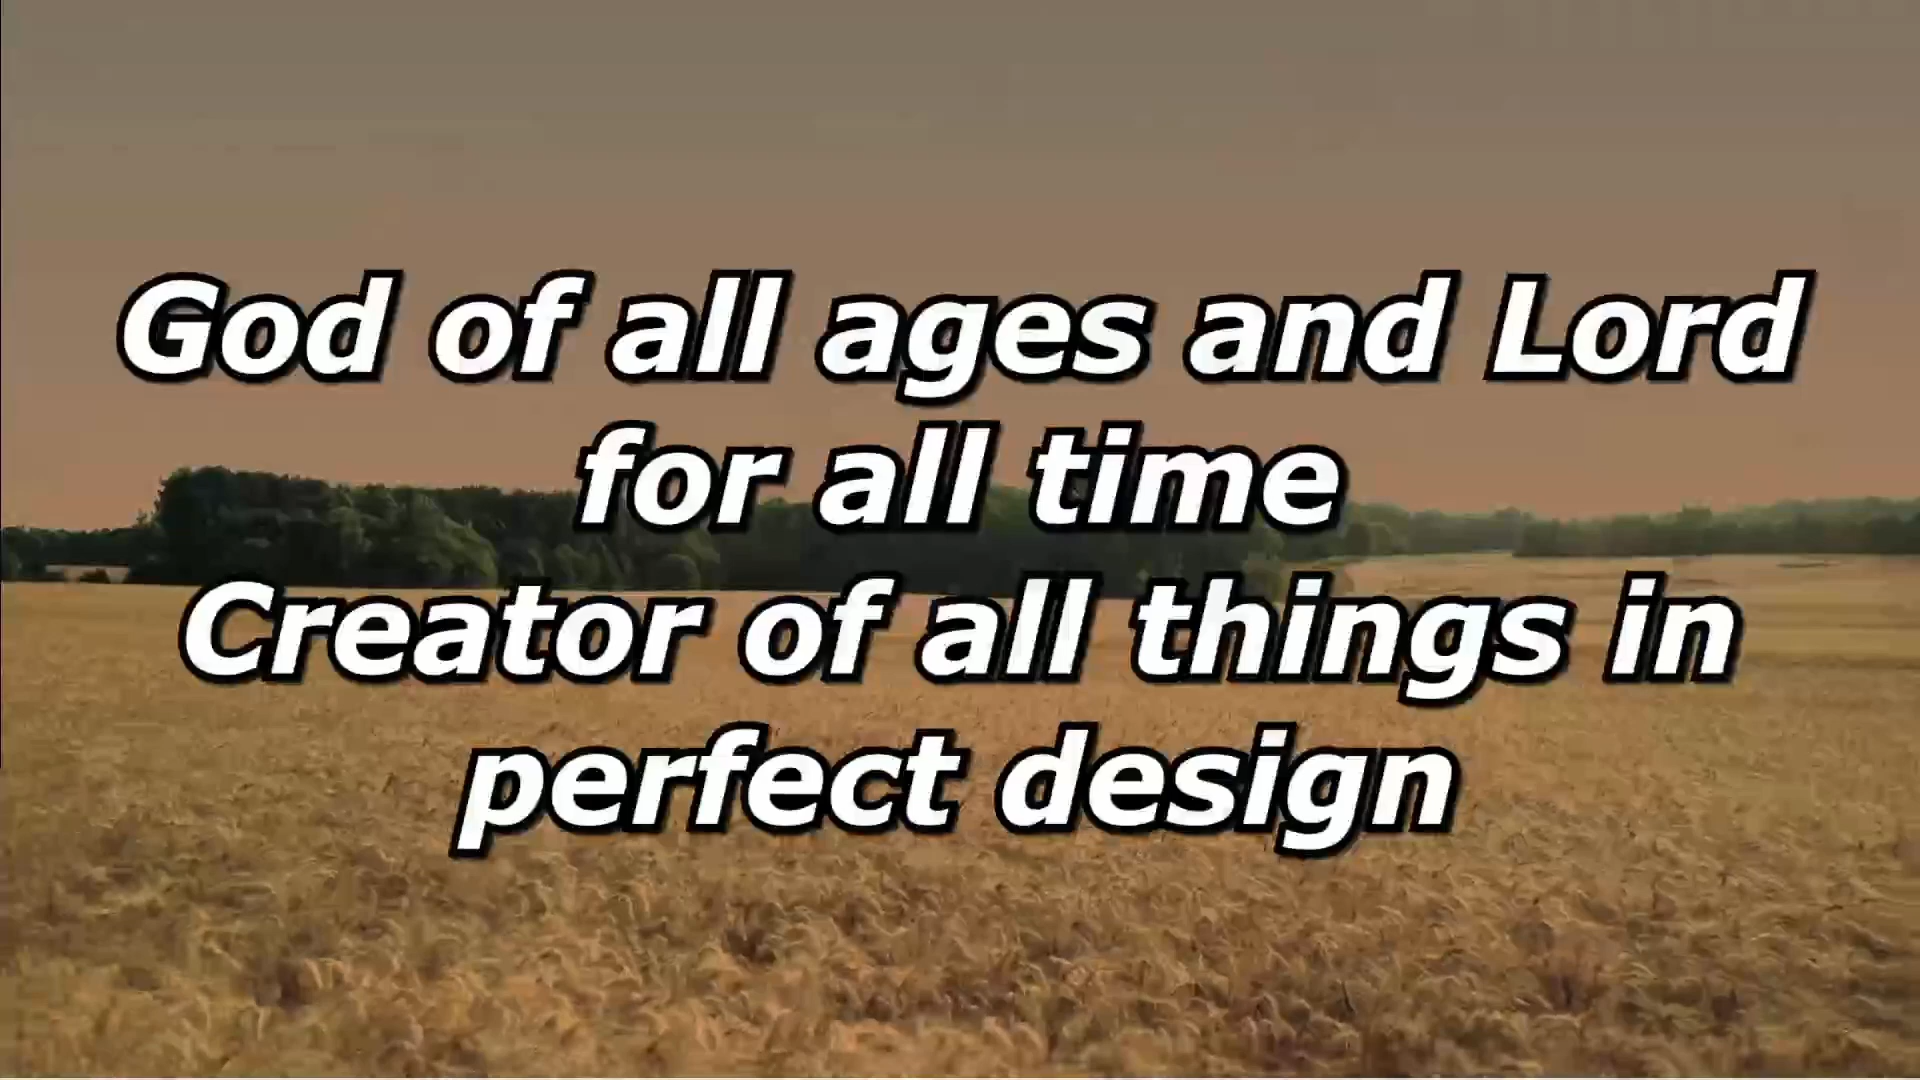 God of all ages and Lord
for all time
Creator of all things in
perfect design